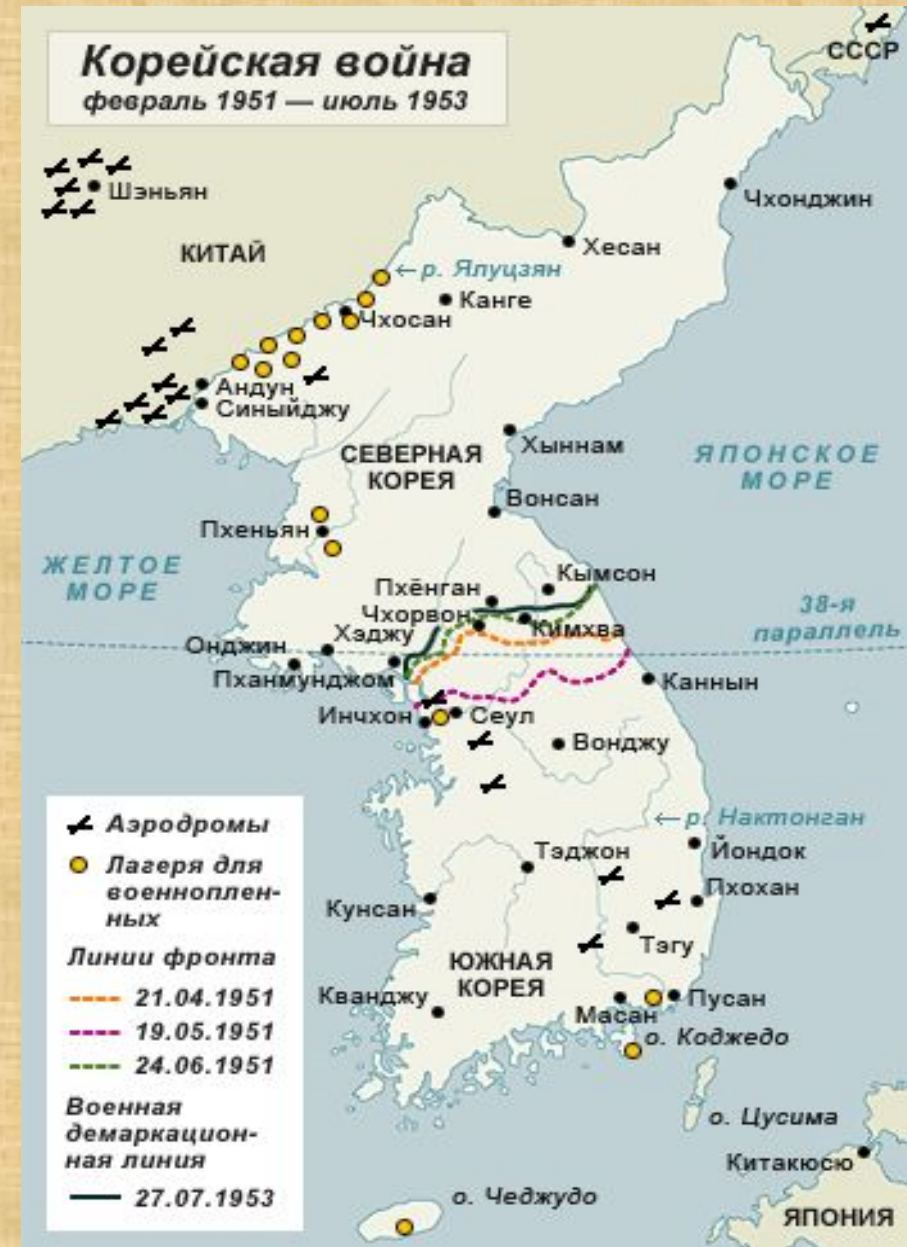 Корейская война
февраль 1951 — июль 1953
СССР
Шэньян
Чхонджин
КИТАЙ
Хесан
←р. Ялуцзян
Канге
Чхосан
Андун
Синыйджу
СЕВЕРНАЯ
КОРЕЯ
Хыннам
ЯПОНСКОЕ
МОРЕ
Вонсан
Пхеньян
ЖЕЛТОЕ
МОРЕ
Кымсон
Пхёнган
Чхорвон
Кимхва
38-я
параллель
Хэджу
Онджин
Пханмунджом
Каннын
Инчхон
Сеул
Вонджу
←р. Нактонган
Йондок
Тэджон
Пхохан
Кунсан
Тэгу
ЮЖНАЯ
КОРЕЯ
Кванджу
Масан
Пусан
о. Коджедо
о. Цусима
Китакюсю
о. Чеджудо
ЯПОНИЯ
Аэродромы
Лагеря для
военноплен-
ных
Линии фронта
21.04.1951
19.05.1951
24.06.1951
Военная
демаркацион-
ная линия
27.07.1953